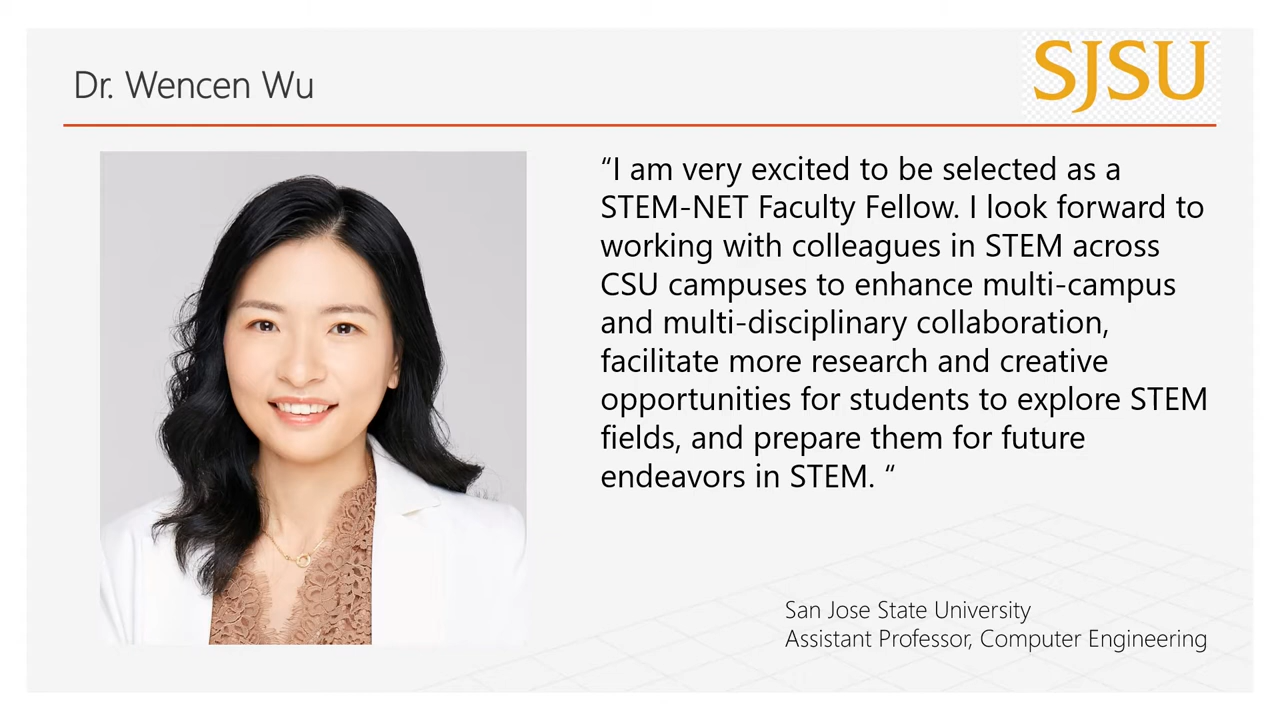 Dr. Wencen Wu
SJSU
“I am very excited to be selected as a
STEM-NET Faculty Fellow. I look forward to
working with colleagues in STEM across
CSU campuses to enhance multi-campus
and multi-disciplinary collaboration,
facilitate more research and creative
opportunities for students to explore STEM
fields, and prepare them for future
endeavors in STEM. “
San Jose State University
Assistant Professor, Computer Engineering